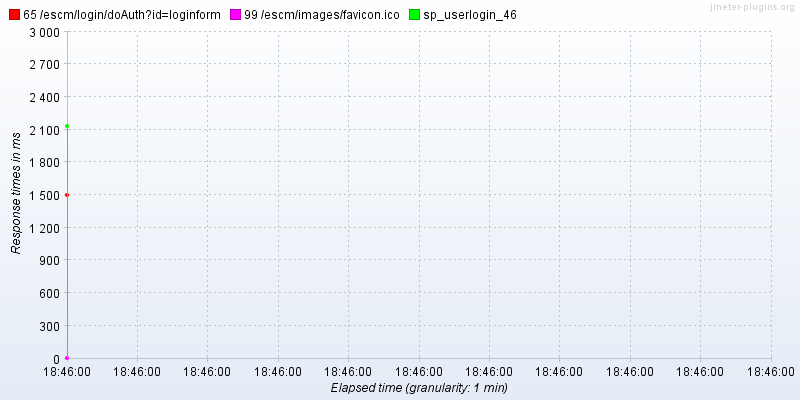 jmeter-plugins.org
65 /escm/login/doAuth?id=loginform 99 /escm/images/favicon.ico sp_userlogin_46
3 000
2 700
2 400
2 100
1 800
1 500
1 200
900
600
300
0
Response times in ms
18:46:00 18:46:00 18:46:00 18:46:00 18:46:00 18:46:00 18:46:00 18:46:00 18:46:00 18:46:00 18:46:00
Elapsed time (granularity: 1 min)